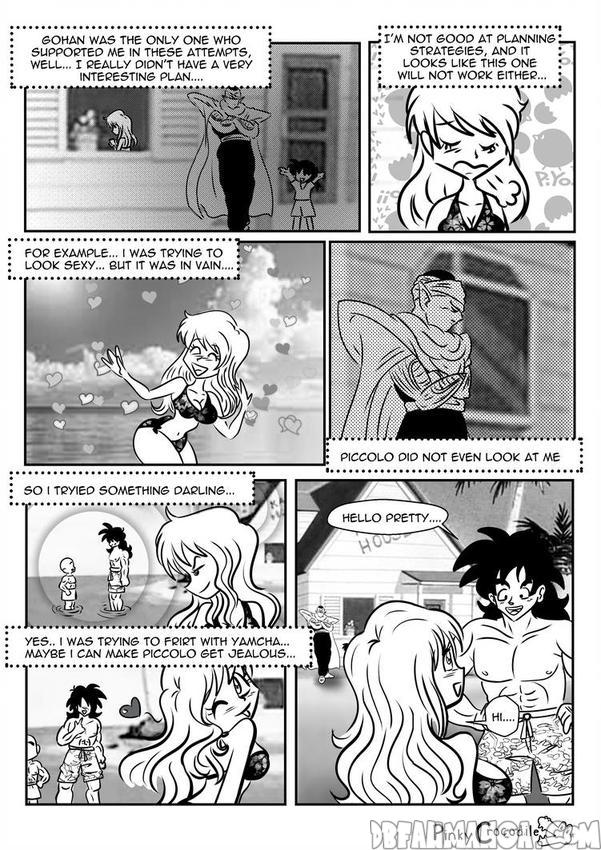 GOHAN WAS THE ONLY ONE WHO
SUPPORTED ME IN THESE ATTEMPTS,
WELL... I REALLY DIDN'T HAVE A VERY
INTERESTING PLAN....
I'M NOT GOOD AT PLANNING
STRATEGIES, AND IT
LOOKS LIKE THIS ONE
WILL NOT WORK EITHER...
P.YO
FOR EXAMPLE... I WAS TRYING TO
LOOK SEXY... BUT IT WAS IN VAIN....
PICCOLO DID NOT EVEN LOOK AT ME
SO I TRYIED SOMETHING DARLING...
KA
YES.. I WAS TRYING TO FRIRT WITH YAMCHA...
MAYBE I CAN MAKE PICCOLO GET JEALOUS...
HELLO PRETTY....
HOUSE
HI....
Pinky Crocodile
DBFANMANGA.COM